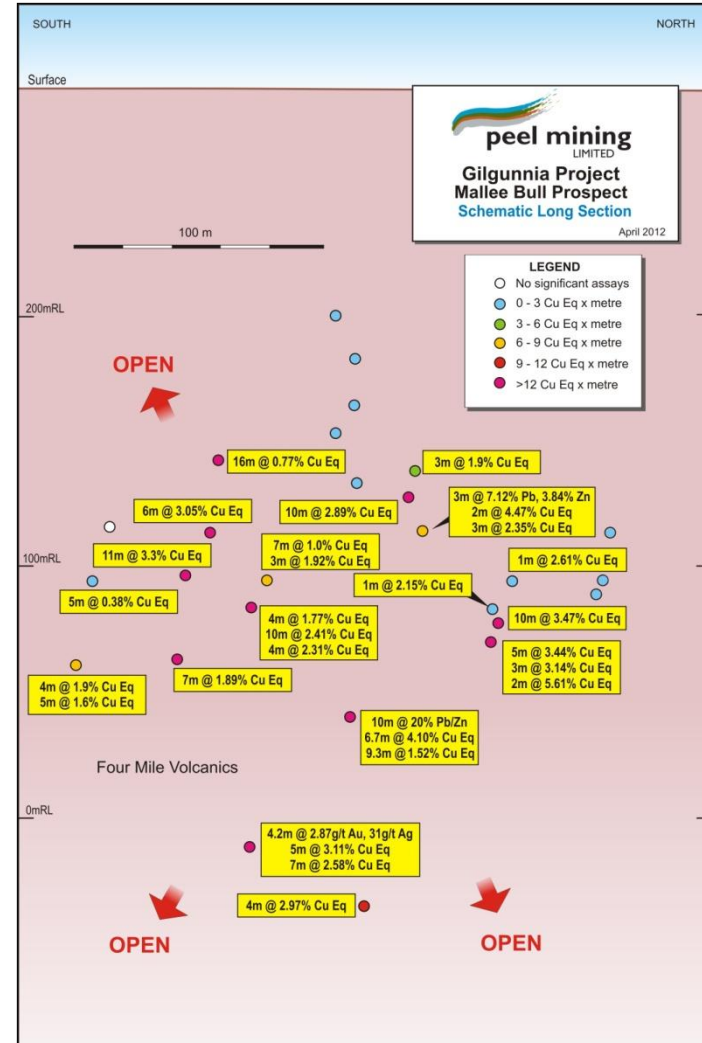 SOUTH
NORTH
Surface
peel mining
LIMITED
Gilgunnia Project
Mallee Bull Prospect
Schematic Long Section
April 2012
100 m
LEGEND
No significant assays
0 - 3 Cu Eq x metre
3 - 6 Cu Eq x metre
6 - 9 Cu Eq x metre
9 - 12 Cu Eq x metre
>12 Cu Eq x metre
200mRL
OPEN
16m @ 0.77% Cu Eq
3m @ 1.9% Cu Eq
3m @ 7.12% Pb, 3.84% Zn
2m @ 4.47% Cu Eq
3m @ 2.35% Cu Eq
6m @ 3.05% Cu Eq
10m @ 2.89% Cu Eq
7m @ 1.0% Cu Eq
3m @ 1.92% Cu Eq
11m @ 3.3% Cu Eq
100mRL
1m @ 2.61% Cu Eq
1m @ 2.15% Cu Eq
5m @ 0.38% Cu Eq
4m @ 1.77% Cu Eq
10m @ 2.41% Cu Eq
4m @ 2.31% Cu Eq
10m @ 3.47% Cu Eq
5m @ 3.44% Cu Eq
3m @ 3.14% Cu Eq
2m @ 5.61% Cu Eq
7m @ 1.89% Cu Eq
4m @ 1.9% Cu Eq
5m @ 1.6% Cu Eq
10m @ 20% Pb/Zn
6.7m @ 4.10% Cu Eq
9.3m @ 1.52% Cu Eq
Four Mile Volcanics
0mRL
4.2m @ 2.87g/t Au, 31g/t Ag
5m @ 3.11% Cu Eq
7m @ 2.58% Cu Eq
4m @ 2.97% Cu Eq
OPEN
OPEN